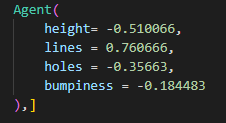 Agent(
    height= -0.510066,
    lines = 0.760666,
    holes = -0.35663,
    bumpiness = -0.184483
),]